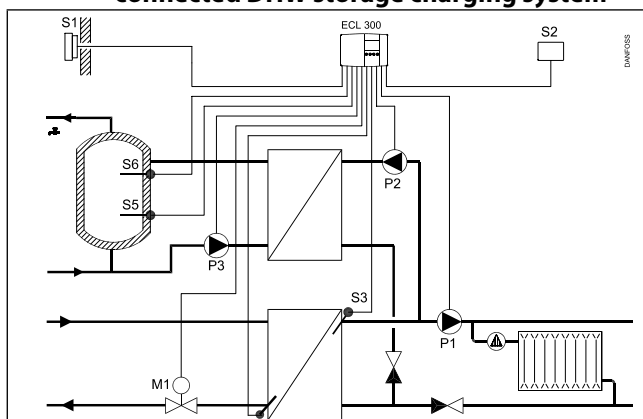 connected DHW storage charging system
ECL 300
S1
S2
DANFOSS
S6
P2
S5
P3
S3
P1
M1